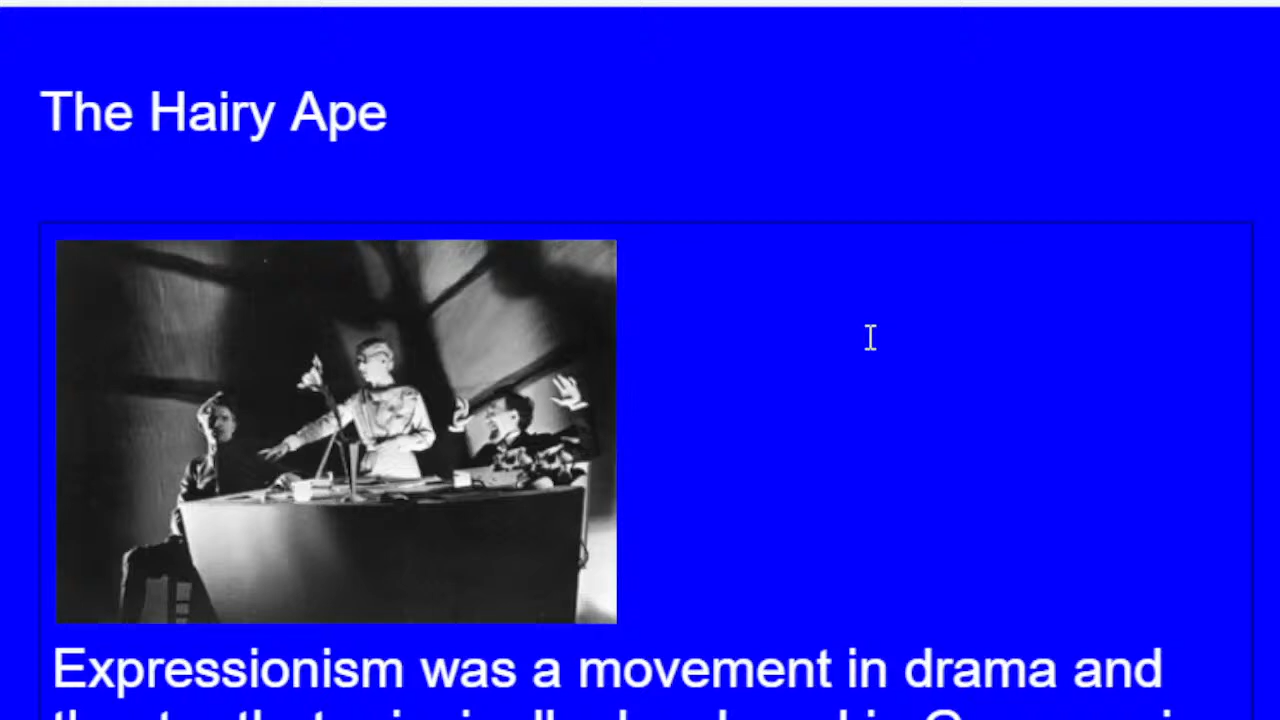 The Hairy Ape
Expressionism was a movement in drama and